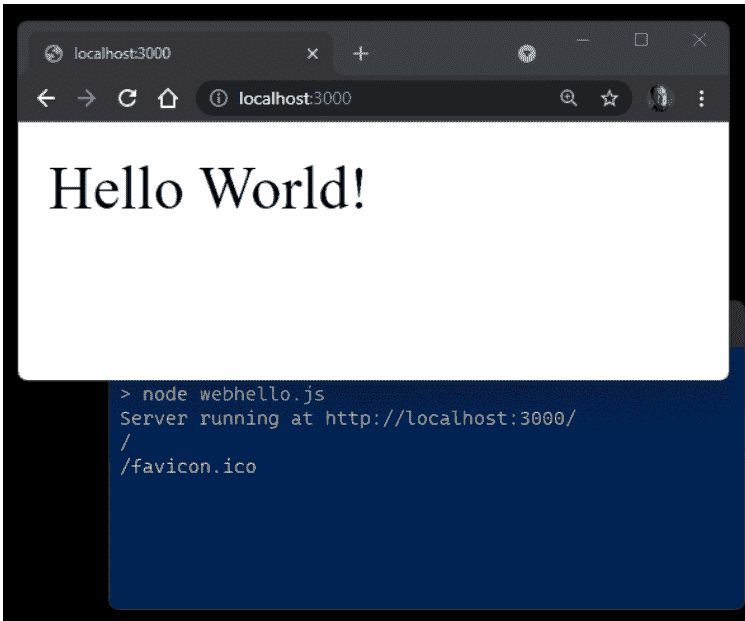 localhost:3000
localhost:3000
Hello World!
> node webhello.js
Server running at http://localhost:3000/
/
/favicon.ico